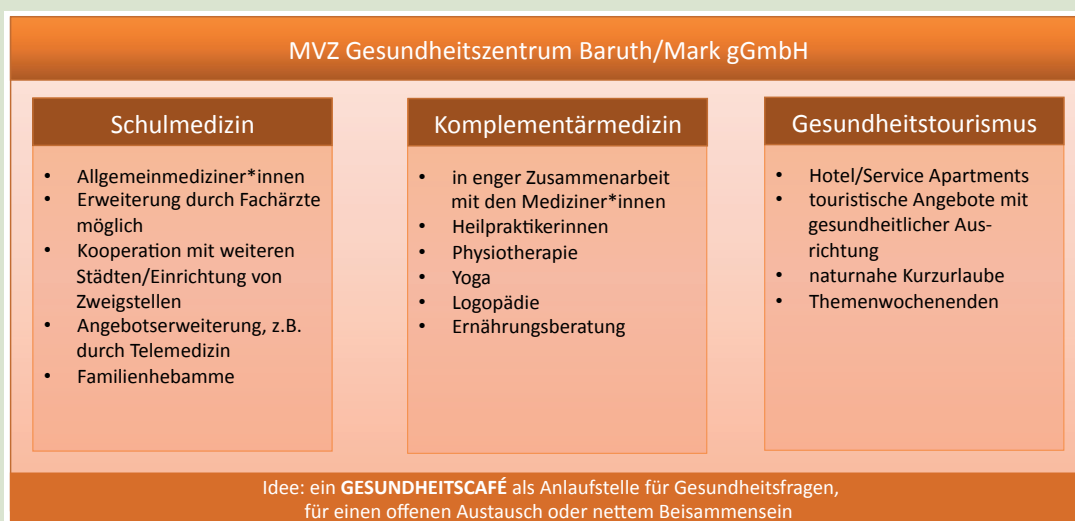 MVZ Gesundheitszentrum Baruth/Mark gGmbH
Schulmedizin
• Allgemeinmediziner*innen
• Erweiterung durch Fachärzte
möglich
• Kooperation mit weiteren
Städten/Einrichtung von
Zweigstellen
• Angebotserweiterung, z.B.
durch Telemedizin
• Familienhebamme
Komplementärmedizin
• in enger Zusammenarbeit
mit den Mediziner*innen
• Heilpraktikerinnen
• Physiotherapie
• Yoga
• Logopädie
• Ernährungsberatung
Gesundheitstourismus
• Hotel/Service Apartments
• touristische Angebote mit
gesundheitlicher Aus-
richtung
• naturnahe Kurzurlaube
• Themenwochenenden
Idee: ein GESUNDHEITSCAFÉ als Anlaufstelle für Gesundheitsfragen,
für einen offenen Austausch oder nettem Beisammensein